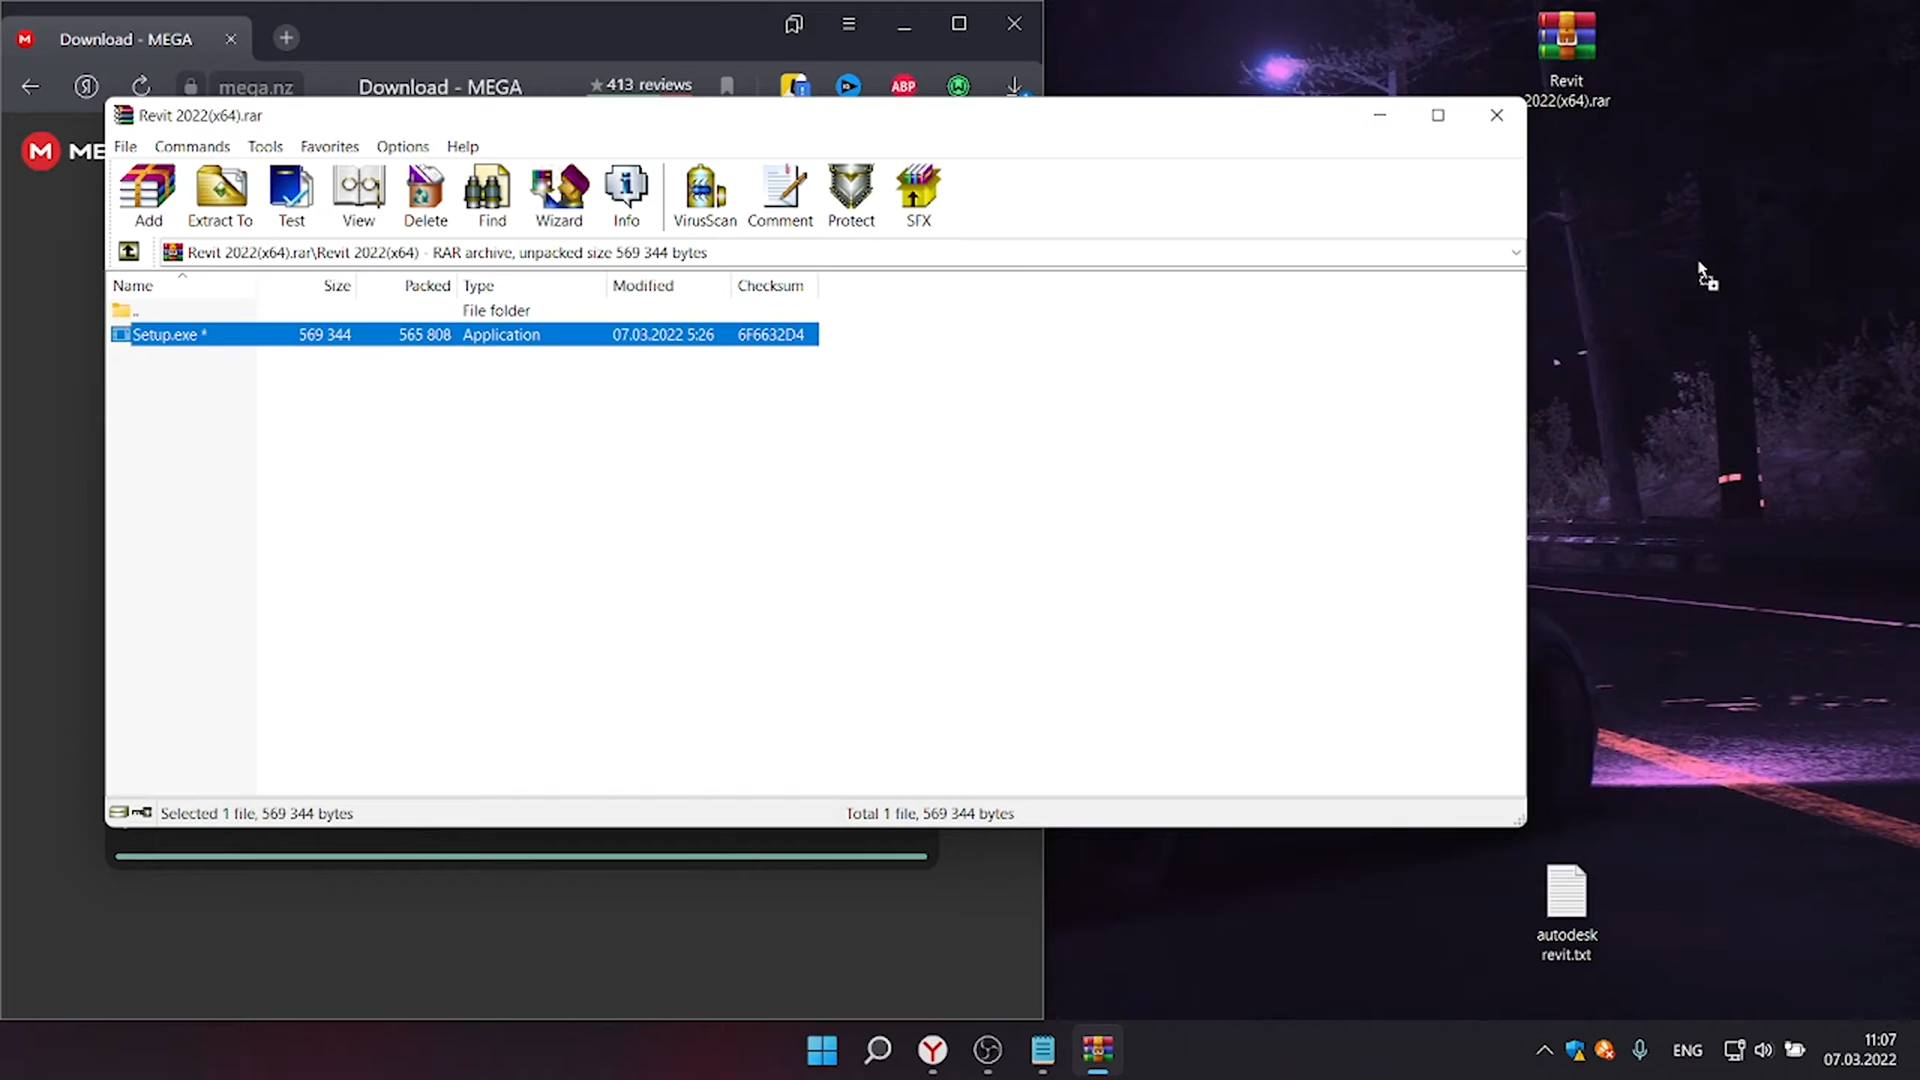 Download - MEGA
mega.nz
Download - MEGA
★413 reviews
ABP
ME
Revit 2022(x64).rar
File Commands Tools Favorites Options Help
Add Extract To Test View Delete Find Wizard Info VirusScan Comment Protect SFX
Revit 2022(x64).rar\Revit 2022(x64) - RAR archive, unpacked size 569 344 bytes
Name Size Packed Type Modified Checksum
.. File folder
Setup.exe * 569 344 565 808 Application 07.03.2022 5:26 6F6632D4
Selected 1 file, 569 344 bytes
Total 1 file, 569 344 bytes
Revit
2022(x64).rar
autodesk
revit.txt
ENG
11:07
07.03.2022